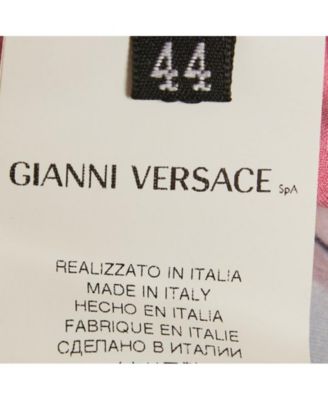 44
GIANNI VERSACE SpA
REALIZZATO IN ITALIA
MADE IN ITALY
HECHO EN ITALIA
FABRIQUE EN ITALIE
СДЕЛАНО В ИТАЛИИ